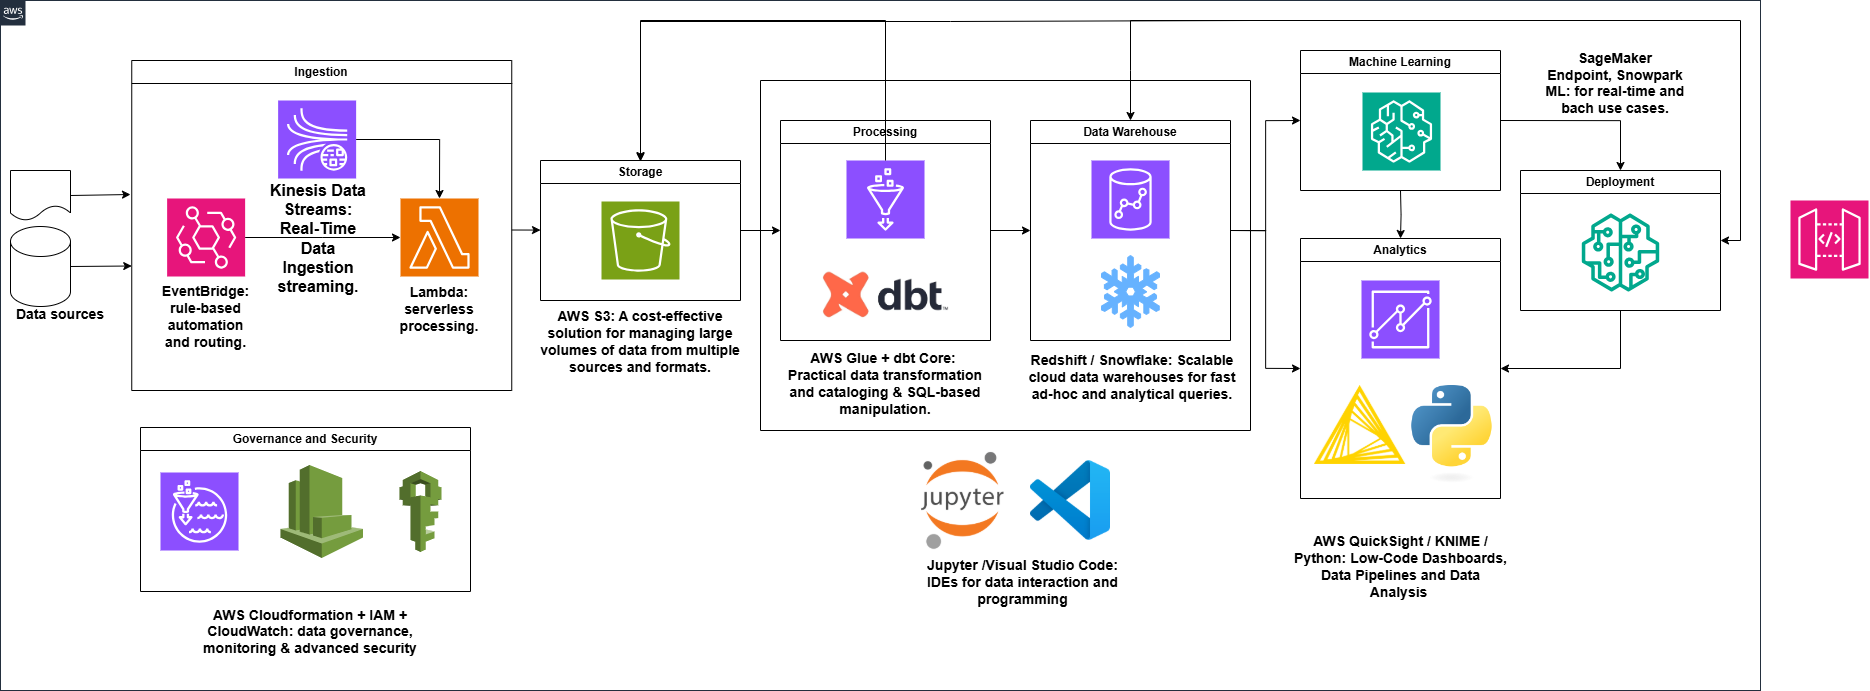 aws
Ingestion
Kinesis Data
Streams:
Real-Time
Data
Ingestion
streaming.
EventBridge:
rule-based
automation
and routing.
Lambda:
serverless
processing.
Data sources
Storage
AWS S3: A cost-effective
solution for managing large
volumes of data from multiple
sources and formats.
Processing
dbt
TM
AWS Glue + dbt Core:
Practical data transformation
and cataloging & SQL-based
manipulation.
Data Warehouse
Redshift / Snowflake: Scalable
cloud data warehouses for fast
ad-hoc and analytical queries.
Machine Learning
SageMaker
Endpoint, Snowpark
ML: for real-time and
bach use cases.
Deployment
</>
Analytics
AWS QuickSight / KNIME /
Python: Low-Code Dashboards,
Data Pipelines and Data
Analysis
Governance and Security
AWS Cloudformation + IAM +
CloudWatch: data governance,
monitoring & advanced security
jupyter
Jupyter /Visual Studio Code:
IDEs for data interaction and
programming